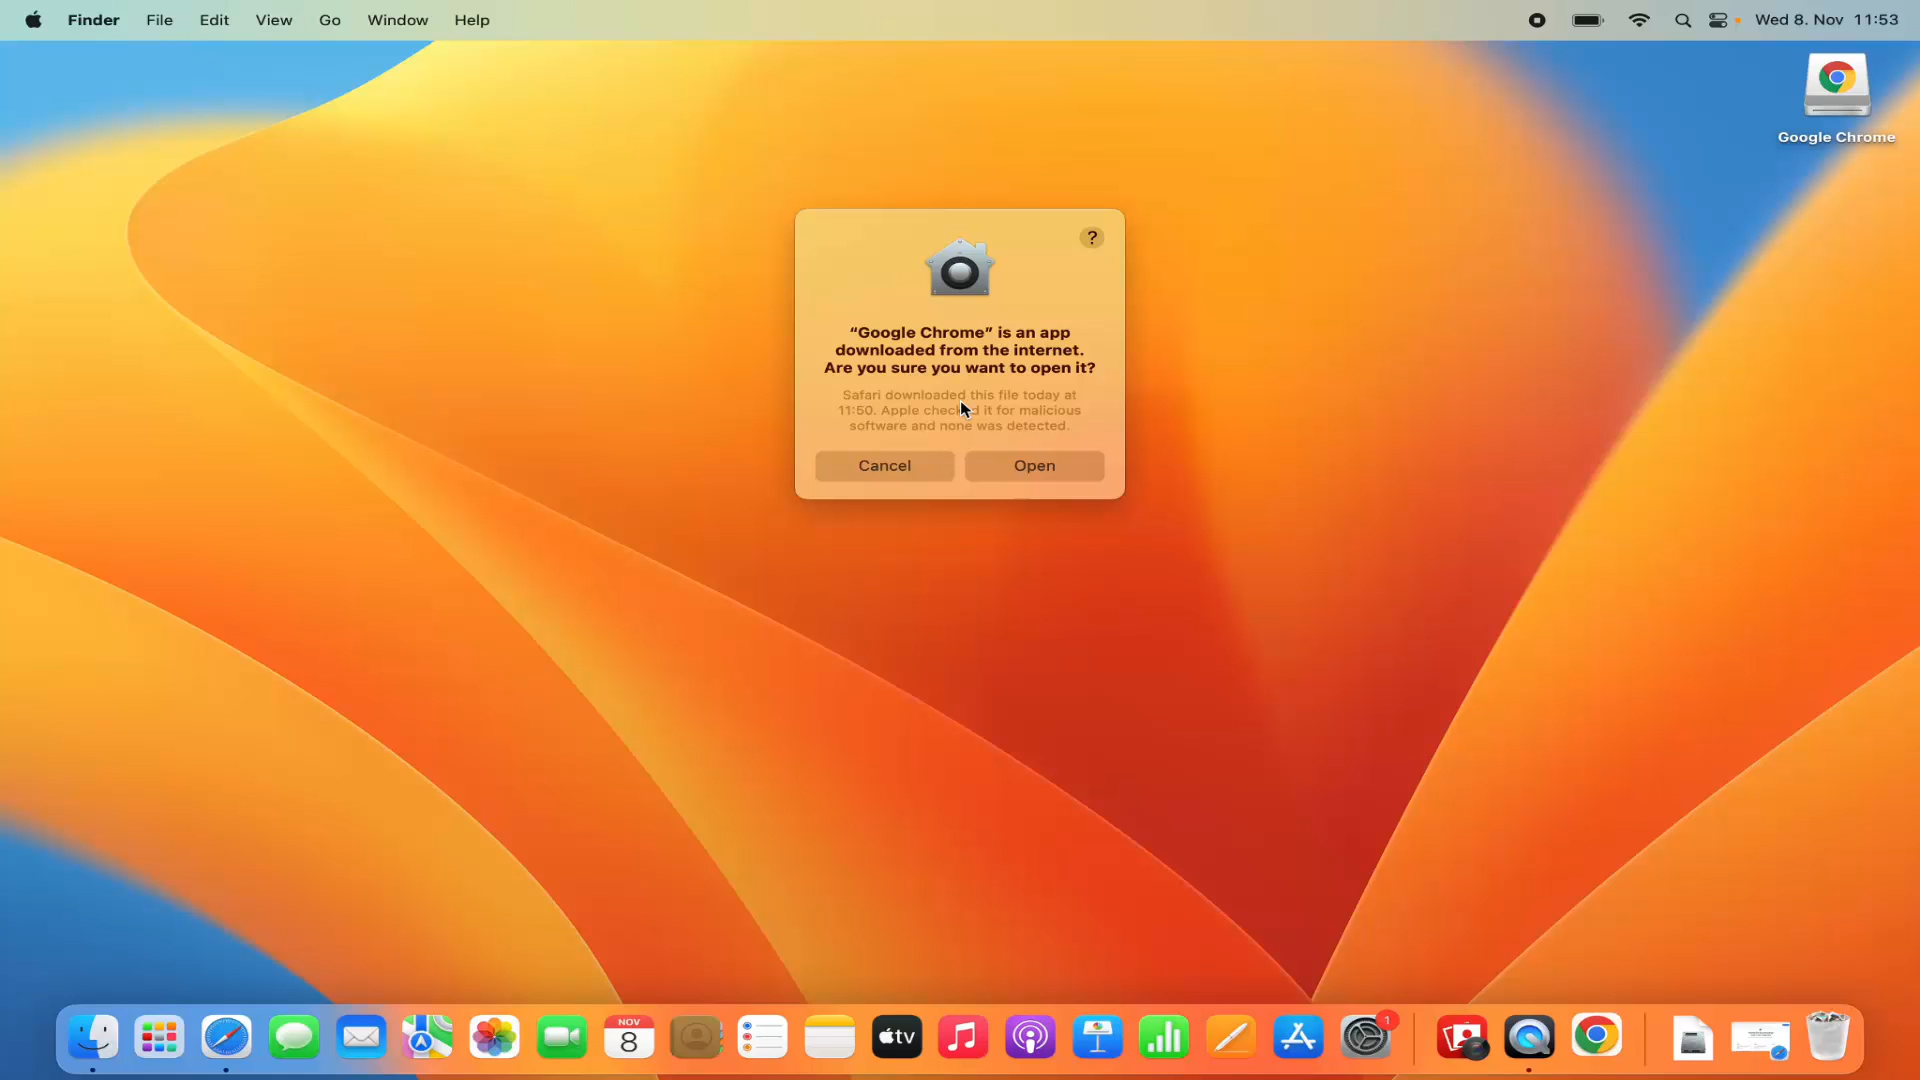 Finder File Edit View Go Window Help Wed 8. Nov 11:53
Google Chrome
?
“Google Chrome” is an app
downloaded from the internet.
Are you sure you want to open it?
Safari downloaded this file today at
11:50. Apple checked it for malicious
software and none was detected.
Cancel Open
NOV
8
tv
1